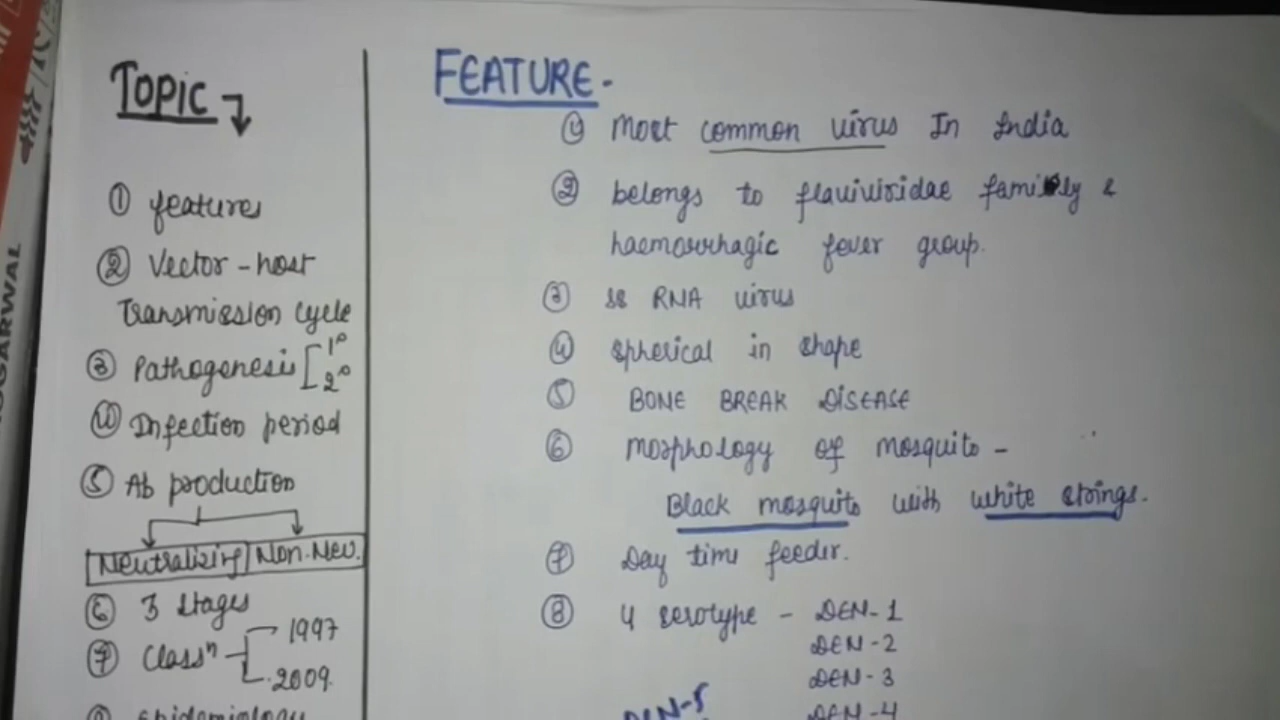 Topic
① features
② Vector - host
Transmission cycle
③ Pathogenesis [ 1°
2°
④ Infection period
⑤ Ab production
Neutralizing Non. Neu.
⑥ 3 stages
⑦ Classⁿ 1997
2009
epidemiology
FEATURE -
① Most common virus In India
② belongs to flaviviridae family &
haemorrhagic fever group.
③ ss RNA virus
④ spherical in shape
⑤ BONE BREAK DISEASE
⑥ Morphology of mosquito -
Black mosquito with white strings.
⑦ Day time feeder.
⑧ 4 serotype - DEN-1
DEN-2
DEN-3
DEN-4
DEN-5